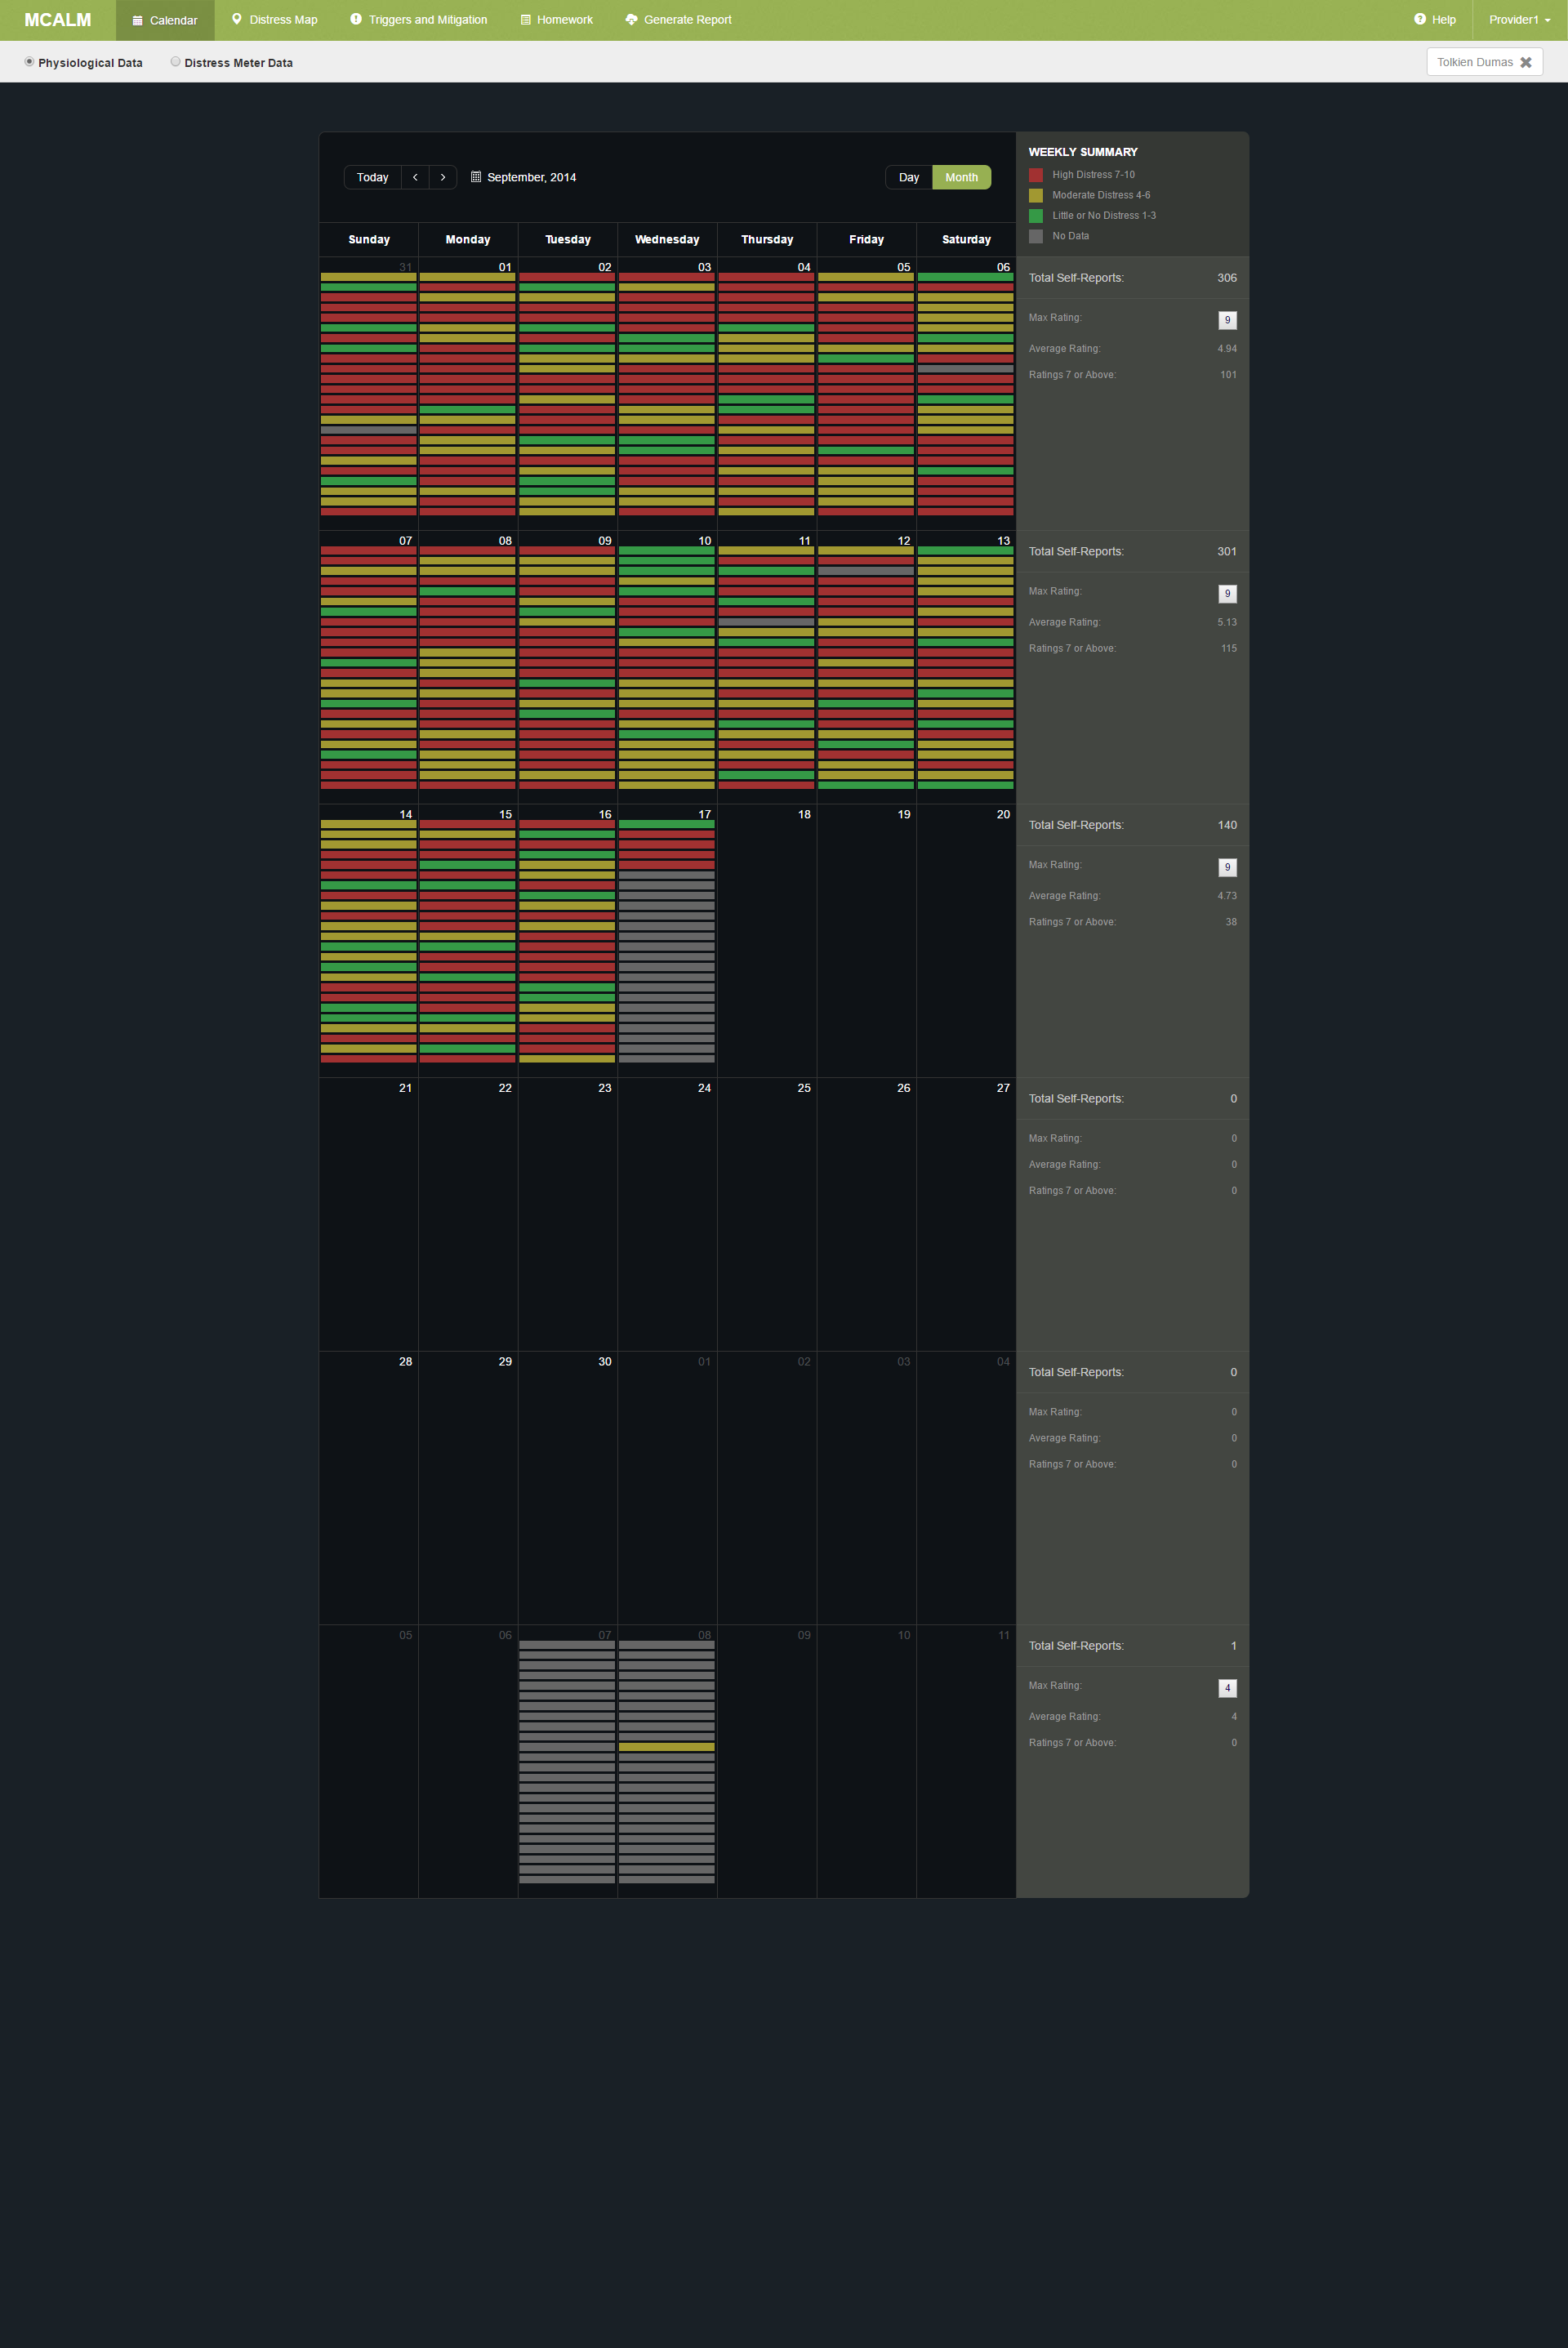 MCALM Calendar Distress Map Triggers and Mitigation Homework Generate Report Help Provider1
Physiological Data Distress Meter Data Tolkien Dumas
Today < > September, 2014 Day Month
WEEKLY SUMMARY
High Distress 7-10
Moderate Distress 4-6
Little or No Distress 1-3
No Data
Sunday Monday Tuesday Wednesday Thursday Friday Saturday
31 01 02 03 04 05 06
Total Self-Reports: 306
Max Rating: 9
Average Rating: 4.94
Ratings 7 or Above: 101
07 08 09 10 11 12 13
Total Self-Reports: 301
Max Rating: 9
Average Rating: 5.13
Ratings 7 or Above: 115
14 15 16 17 18 19 20
Total Self-Reports: 140
Max Rating: 9
Average Rating: 4.73
Ratings 7 or Above: 38
21 22 23 24 25 26 27
Total Self-Reports: 0
Max Rating: 0
Average Rating: 0
Ratings 7 or Above: 0
28 29 30 01 02 03 04
Total Self-Reports: 0
Max Rating: 0
Average Rating: 0
Ratings 7 or Above: 0
05 06 07 08 09 10 11
Total Self-Reports: 1
Max Rating: 4
Average Rating: 4
Ratings 7 or Above: 0